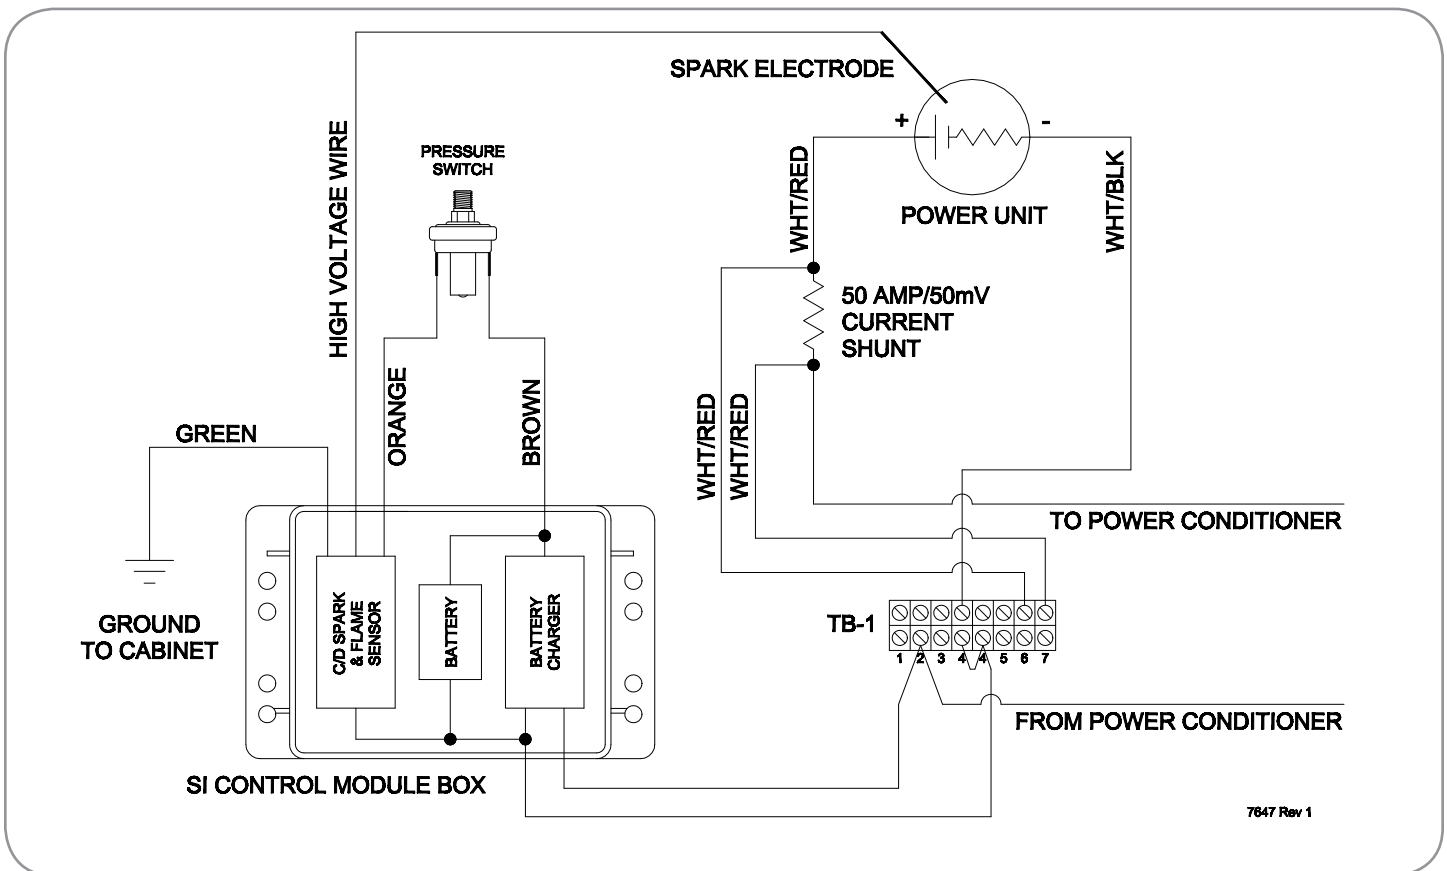 SPARK ELECTRODE
+
-
POWER UNIT
PRESSURE
SWITCH
HIGH VOLTAGE WIRE
WHT/RED
WHT/BLK
50 AMP/50mV
CURRENT
SHUNT
ORANGE
BROWN
WHT/RED
WHT/RED
GREEN
TO POWER CONDITIONER
GROUND
TO CABINET
C/D SPARK
& FLAME
SENSOR
BATTERY
BATTERY
CHARGER
TB-1
1 2 3 4 4 5 6 7
FROM POWER CONDITIONER
SI CONTROL MODULE BOX
7647 Rev 1